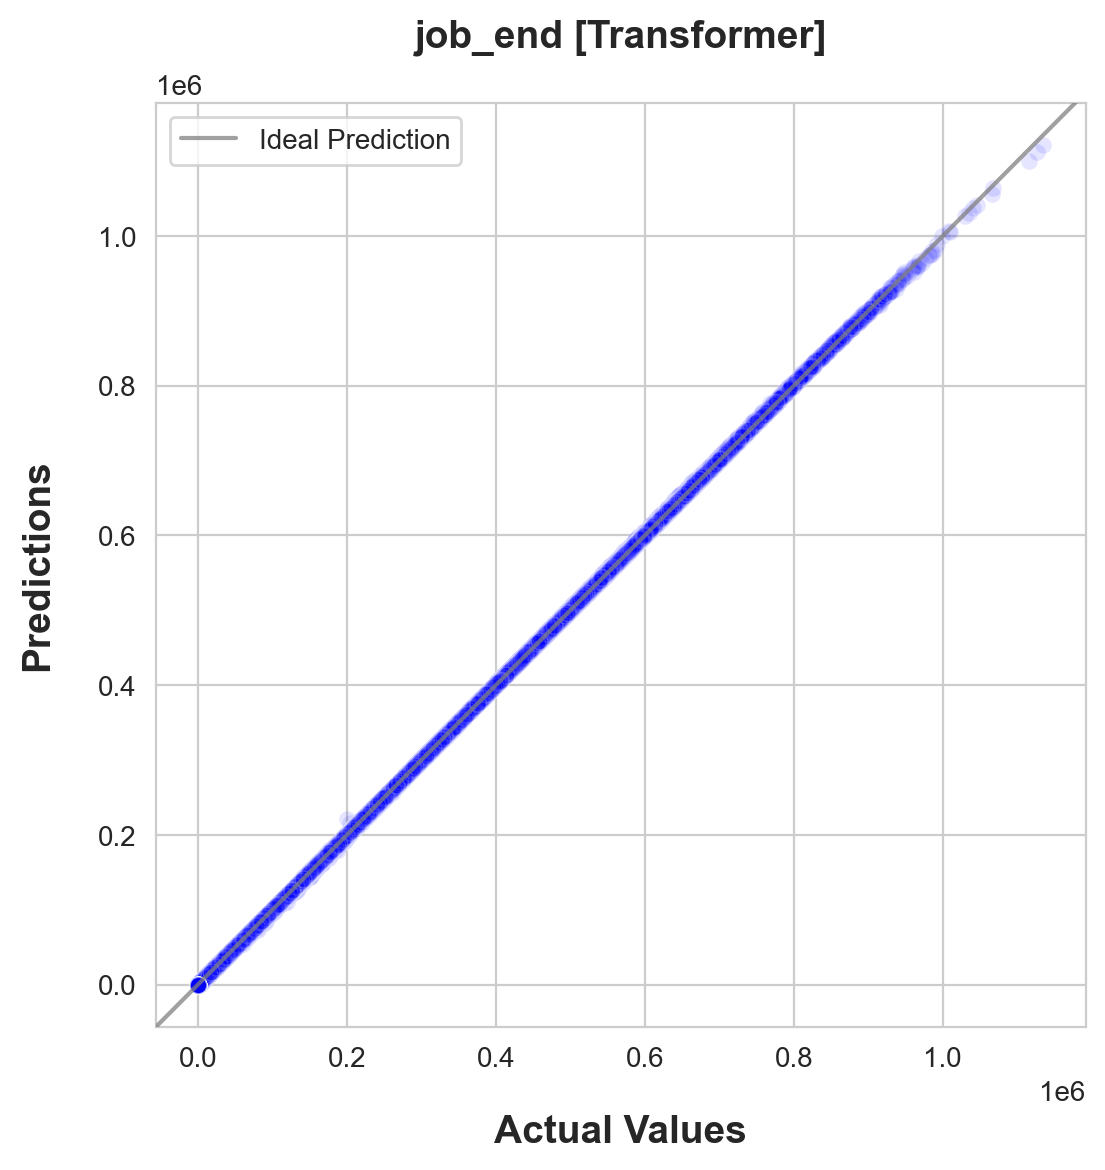 job_end [Transformer]
1e6
Ideal Prediction
1.0
0.8
0.6
0.4
0.2
0.0
Predictions
0.0 0.2 0.4 0.6 0.8 1.0
1e6
Actual Values